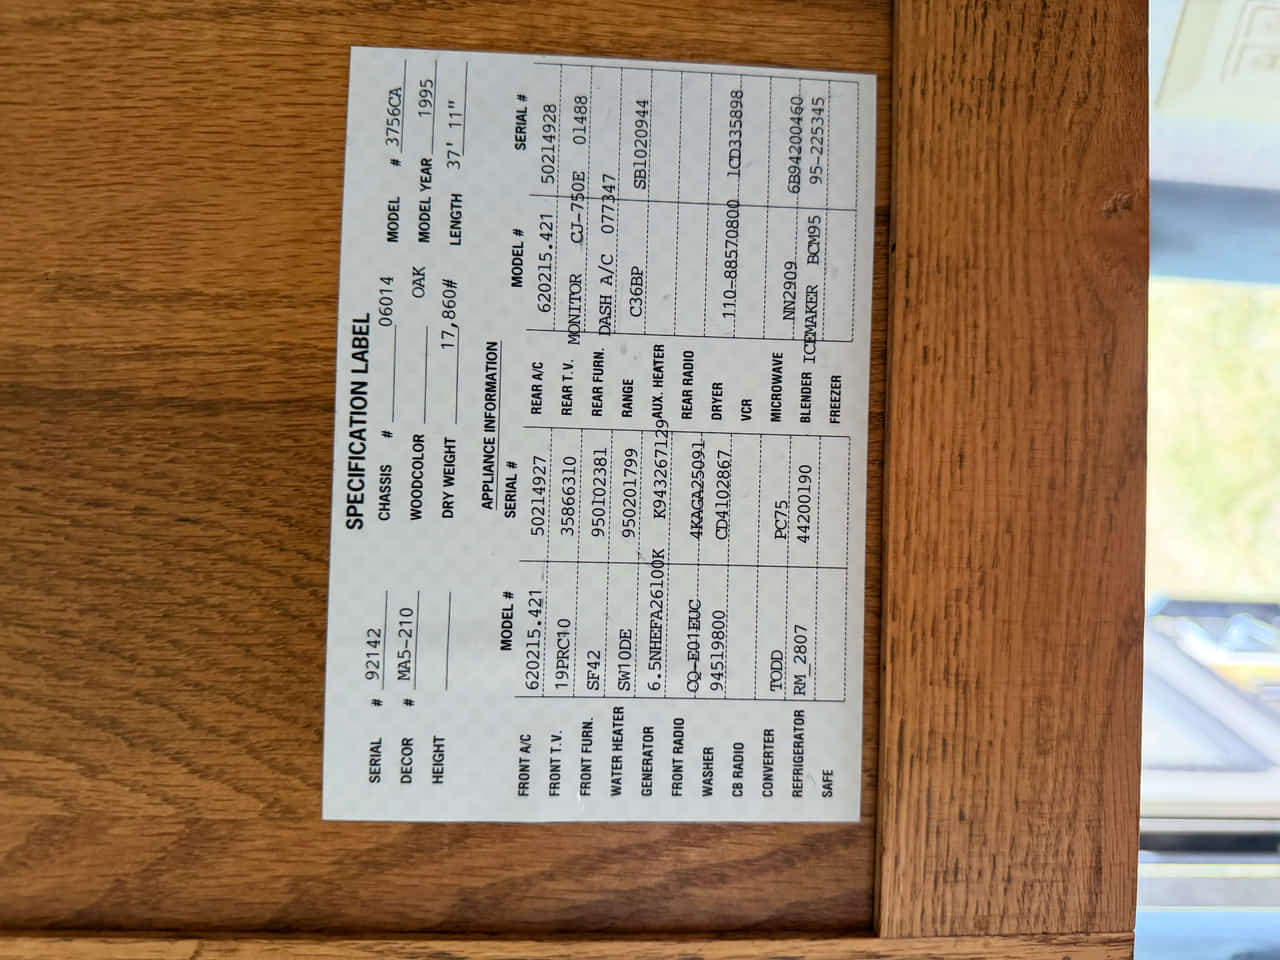 SPECIFICATION LABEL
SERIAL # 92142 CHASSIS # 06014 MODEL # 3756CA
DECOR # MA5-210 WOODCOLOR OAK MODEL YEAR 1995
HEIGHT DRY WEIGHT 17,860# LENGTH 37' 11"
APPLIANCE INFORMATION
MODEL # SERIAL # MODEL # SERIAL #
FRONT A/C 620215.421 50214927 REAR A/C 620215.421 50214928
FRONT T.V. 19PRC10 35866310 REAR T.V. MONITOR CJ-750E 01488
FRONT FURN. SF42 950102381 REAR FURN. DASH A/C 077347
WATER HEATER SW10DE 950201799 RANGE C36BP SB1020944
GENERATOR 6.5NHEFA26100K K943267129 AUX. HEATER
FRONT RADIO CQ-E01EUC 4KAGA25091 REAR RADIO
WASHER 94519800 CD4102867 DRYER 110-88570800 1CD335898
CB RADIO VCR
CONVERTER TODD PC75 MICROWAVE NN2909 6B94200460
REFRIGERATOR RM 2807 44200190 BLENDER ICEMAKER BCM95 95-225345
SAFE FREEZER